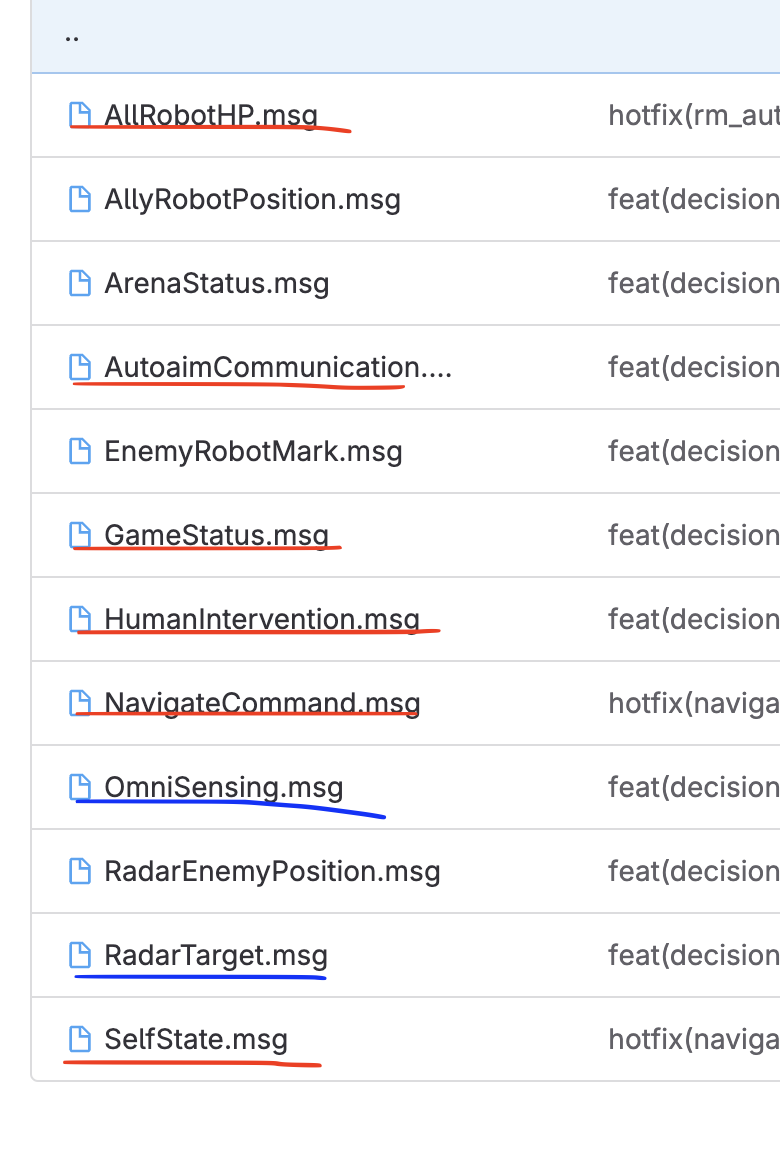 ..
AllRobotHP.msg hotfix(rm_aut
AllyRobotPosition.msg feat(decision
ArenaStatus.msg feat(decision
AutoaimCommunication.... feat(decision
EnemyRobotMark.msg feat(decision
GameStatus.msg feat(decision
HumanIntervention.msg feat(decision
NavigateCommand.msg hotfix(naviga
OmniSensing.msg feat(decision
RadarEnemyPosition.msg feat(decision
RadarTarget.msg feat(decision
SelfState.msg hotfix(naviga